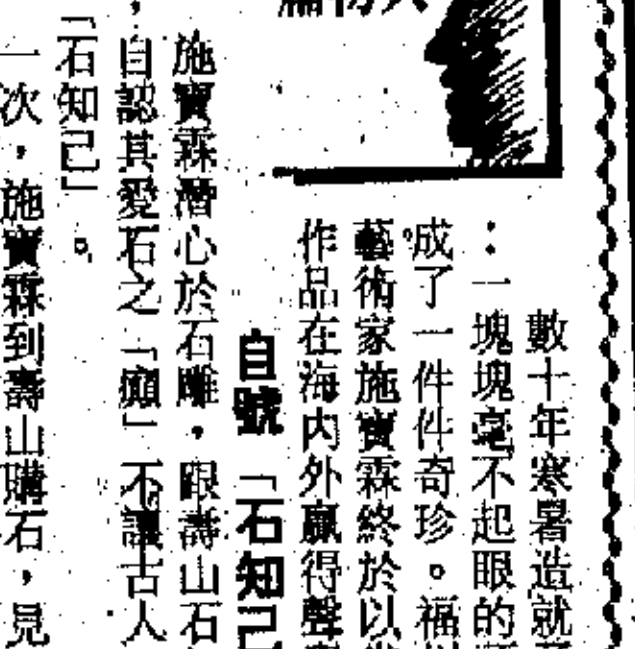 數十年寒暑造就
：一塊塊毫不起眼的
成了一件件奇珍。福
藝術家施寶霖終於以
作品在海内外贏得聲
自號「石知己
施寶霖潛心於石雕，跟壽山石
，自認其愛石之「癲」不讓古人
「石知己」。
一次，施寶霖到壽山購石，見